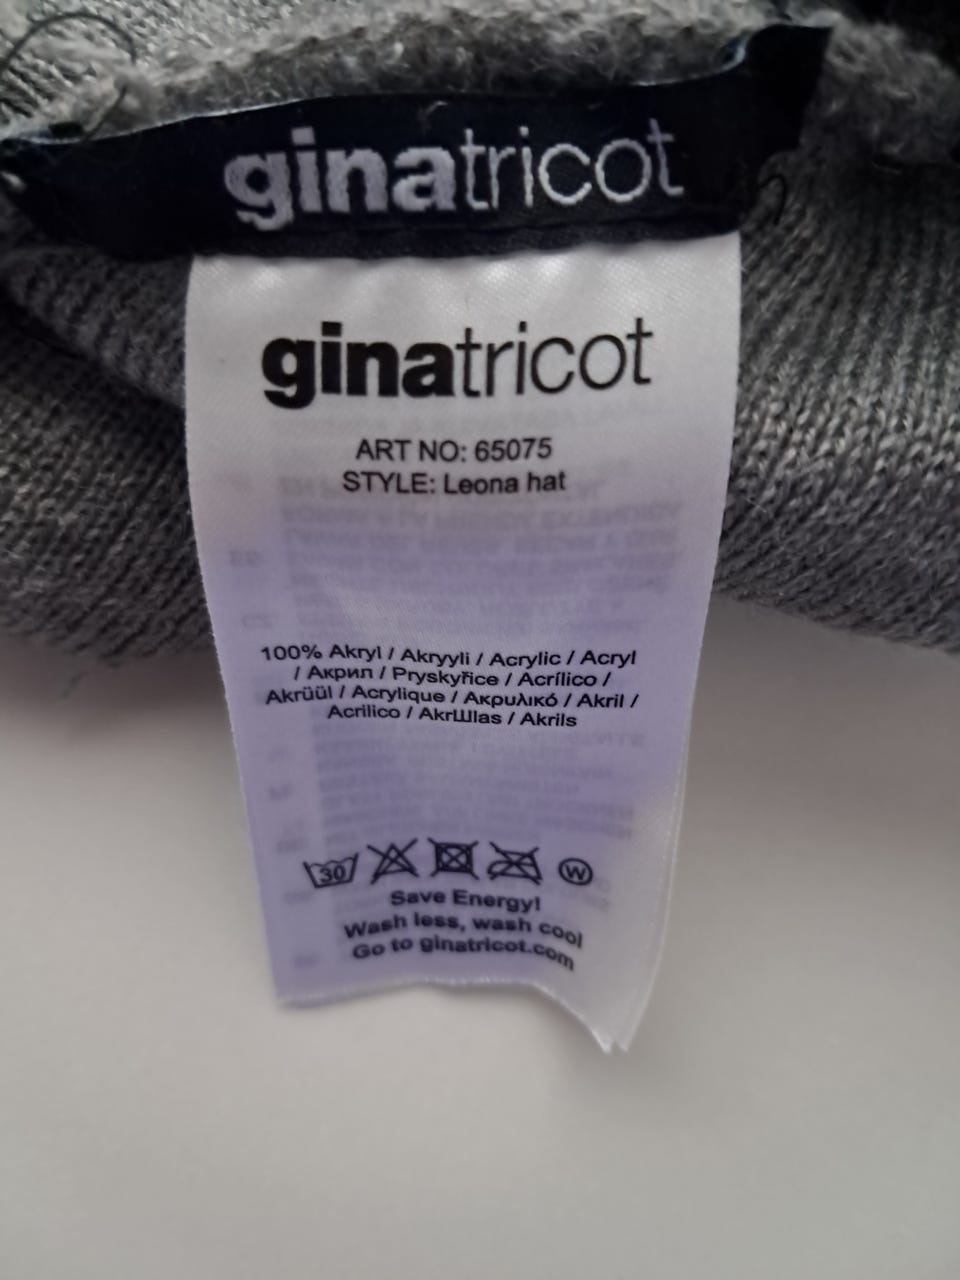 ginatricot
ginatricot
ART NO: 65075
STYLE: Leona hat
100% Akryl / Akryyli / Acrylic / Acryl
/ Акрил / Pryskyřice / Acrílico /
Akrüül / Acrylique / Ακρυλικό / Akril /
Acrilico / AkrШlas / Akrils
30
W
Save Energy!
Wash less, wash cool
Go to ginatricot.com